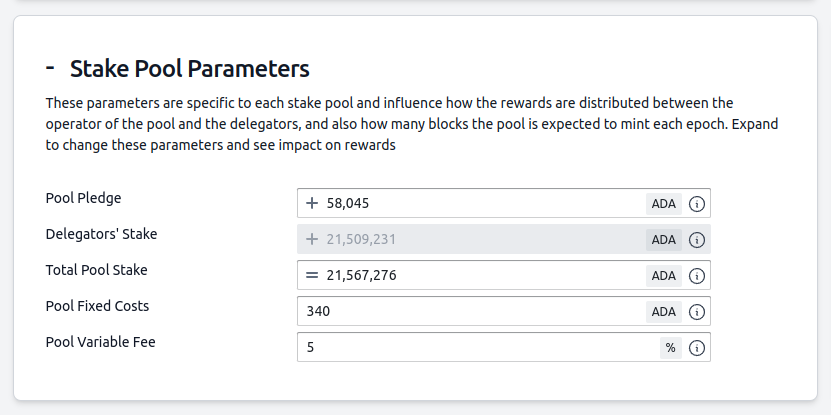 - Stake Pool Parameters
These parameters are specific to each stake pool and influence how the rewards are distributed between the
operator of the pool and the delegators, and also how many blocks the pool is expected to mint each epoch. Expand
to change these parameters and see impact on rewards
Pool Pledge + 58,045 ADA
Delegators' Stake + 21,509,231 ADA
Total Pool Stake = 21,567,276 ADA
Pool Fixed Costs 340 ADA
Pool Variable Fee 5 %